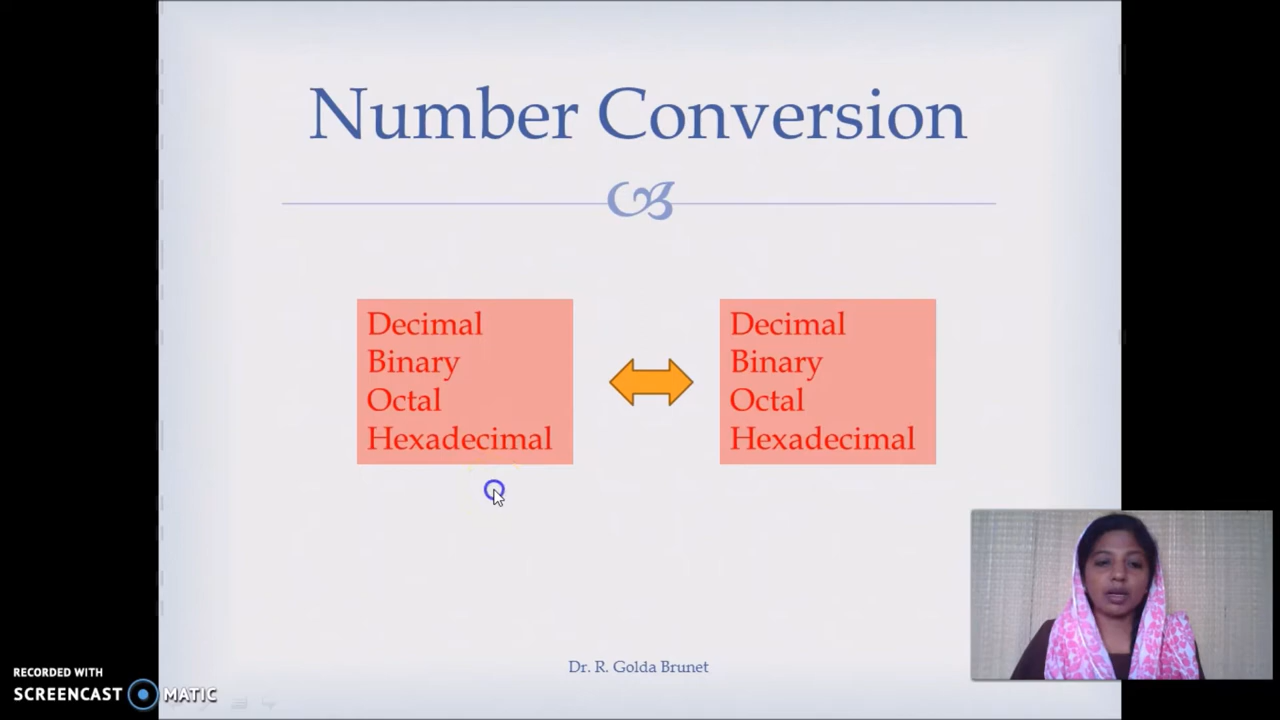 Number Conversion
Decimal
Binary
Octal
Hexadecimal
Decimal
Binary
Octal
Hexadecimal
Dr. R. Golda Brunet
RECORDED WITH
SCREENCAST MATIC